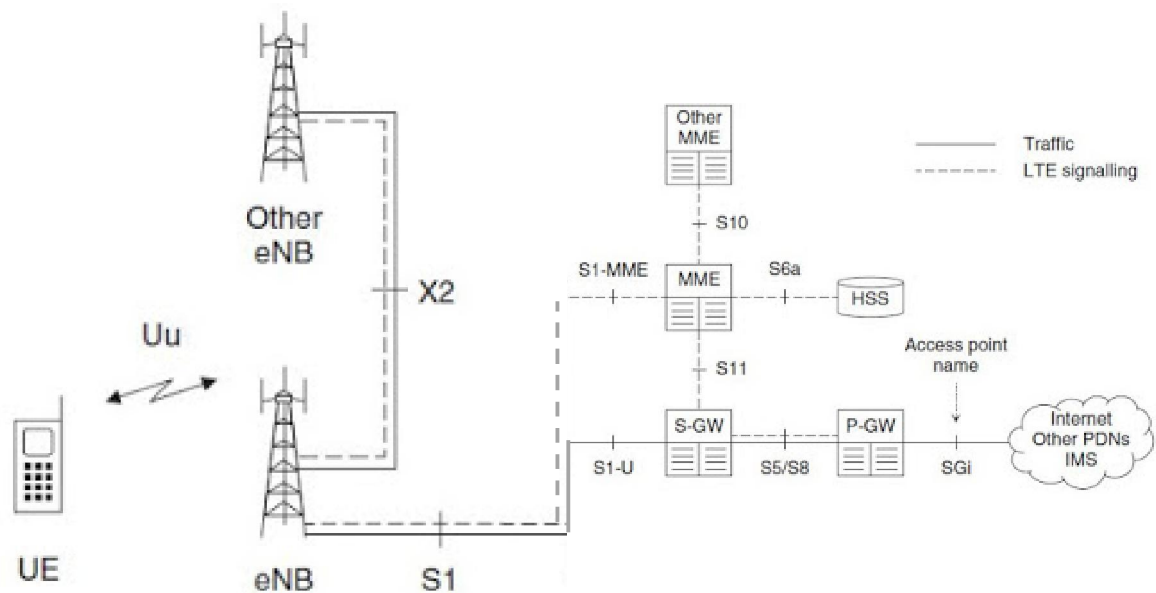 Other
MME
Traffic
LTE signalling
Other
eNB
S10
S1-MME
MME
S6a
HSS
X2
Uu
S11
Access point
name
S-GW
P-GW
Internet
Other PDNs
IMS
S1-U
S5/S8
SGi
UE
eNB
S1